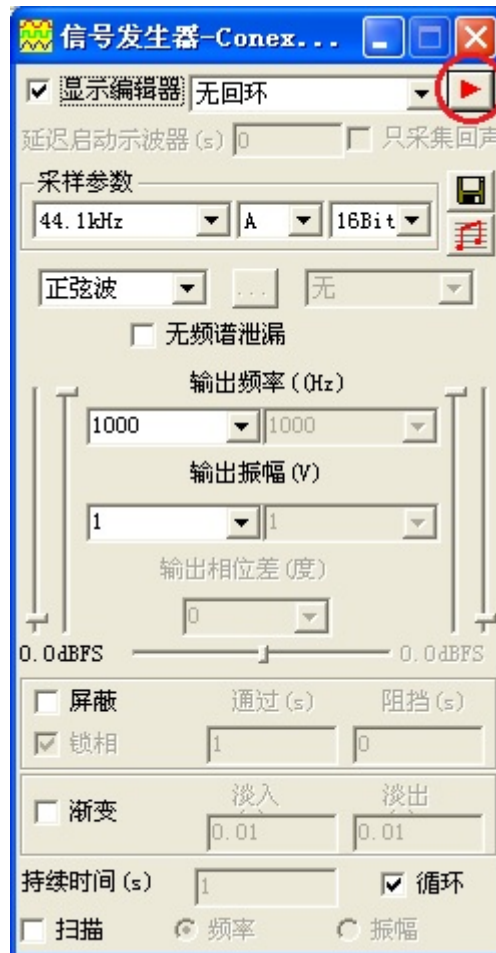 信号发生器-Conex...
显示编辑器 无回环
延迟启动示波器(s) 0 只采集回声
采样参数
44.1kHz A 16Bit
正弦波 ... 无
无频谱泄漏
输出频率((Hz)
1000 1000
输出振幅(V)
1 1
输出相位差(度)
0
0.0dBFS 0.0dBFS
屏蔽 通过(s) 阻挡(s)
锁相 1 0
渐变 淡入 淡出
0.01 0.01
持续时间(s) 1 循环
扫描 频率 振幅